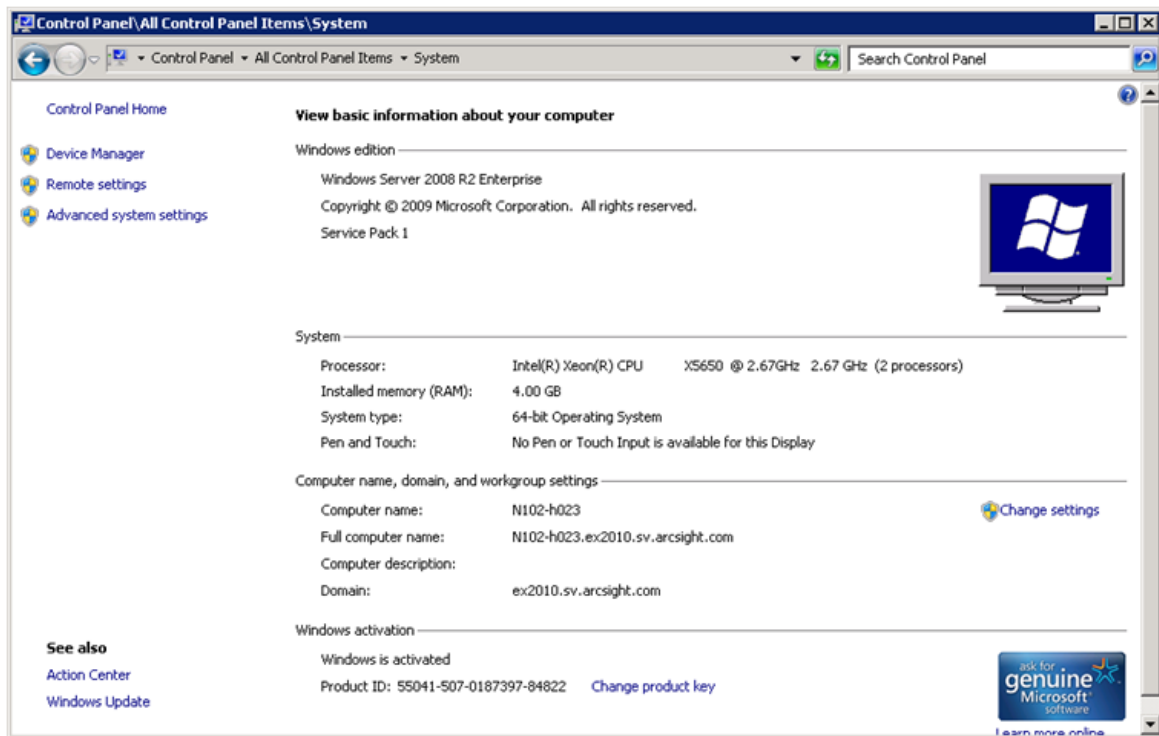 Control Panel\All Control Panel Items\System
Control Panel All Control Panel Items System
Search Control Panel
Control Panel Home
Device Manager
Remote settings
Advanced system settings
See also
Action Center
Windows Update
View basic information about your computer
Windows edition
Windows Server 2008 R2 Enterprise
Copyright © 2009 Microsoft Corporation. All rights reserved.
Service Pack 1
System
Processor: Intel(R) Xeon(R) CPU X5650 @ 2.67GHz 2.67 GHz (2 processors)
Installed memory (RAM): 4.00 GB
System type: 64-bit Operating System
Pen and Touch: No Pen or Touch Input is available for this Display
Computer name, domain, and workgroup settings
Computer name: N102-h023
Change settings
Full computer name: N102-h023.ex2010.sv.arcsight.com
Computer description:
Domain: ex2010.sv.arcsight.com
Windows activation
Windows is activated
Product ID: 55041-507-0187397-84822 Change product key
ask for
genuine
Microsoft
software
Learn more online